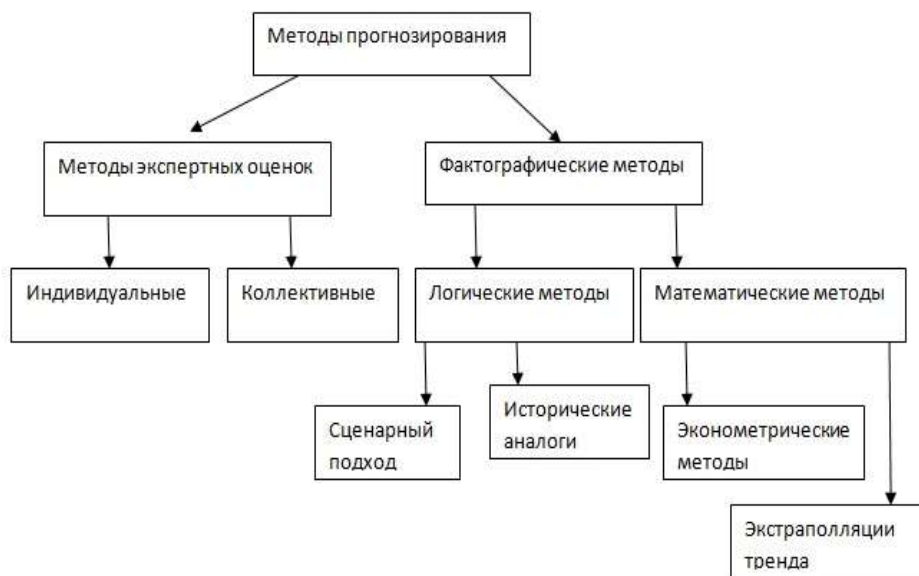 Методы прогнозирования
Методы экспертных оценок
Фактографические методы
Индивидуальные
Коллективные
Логические методы
Математические методы
Сценарный
подход
Исторические
аналоги
Эконометрические
методы
Экстраполляции
тренда